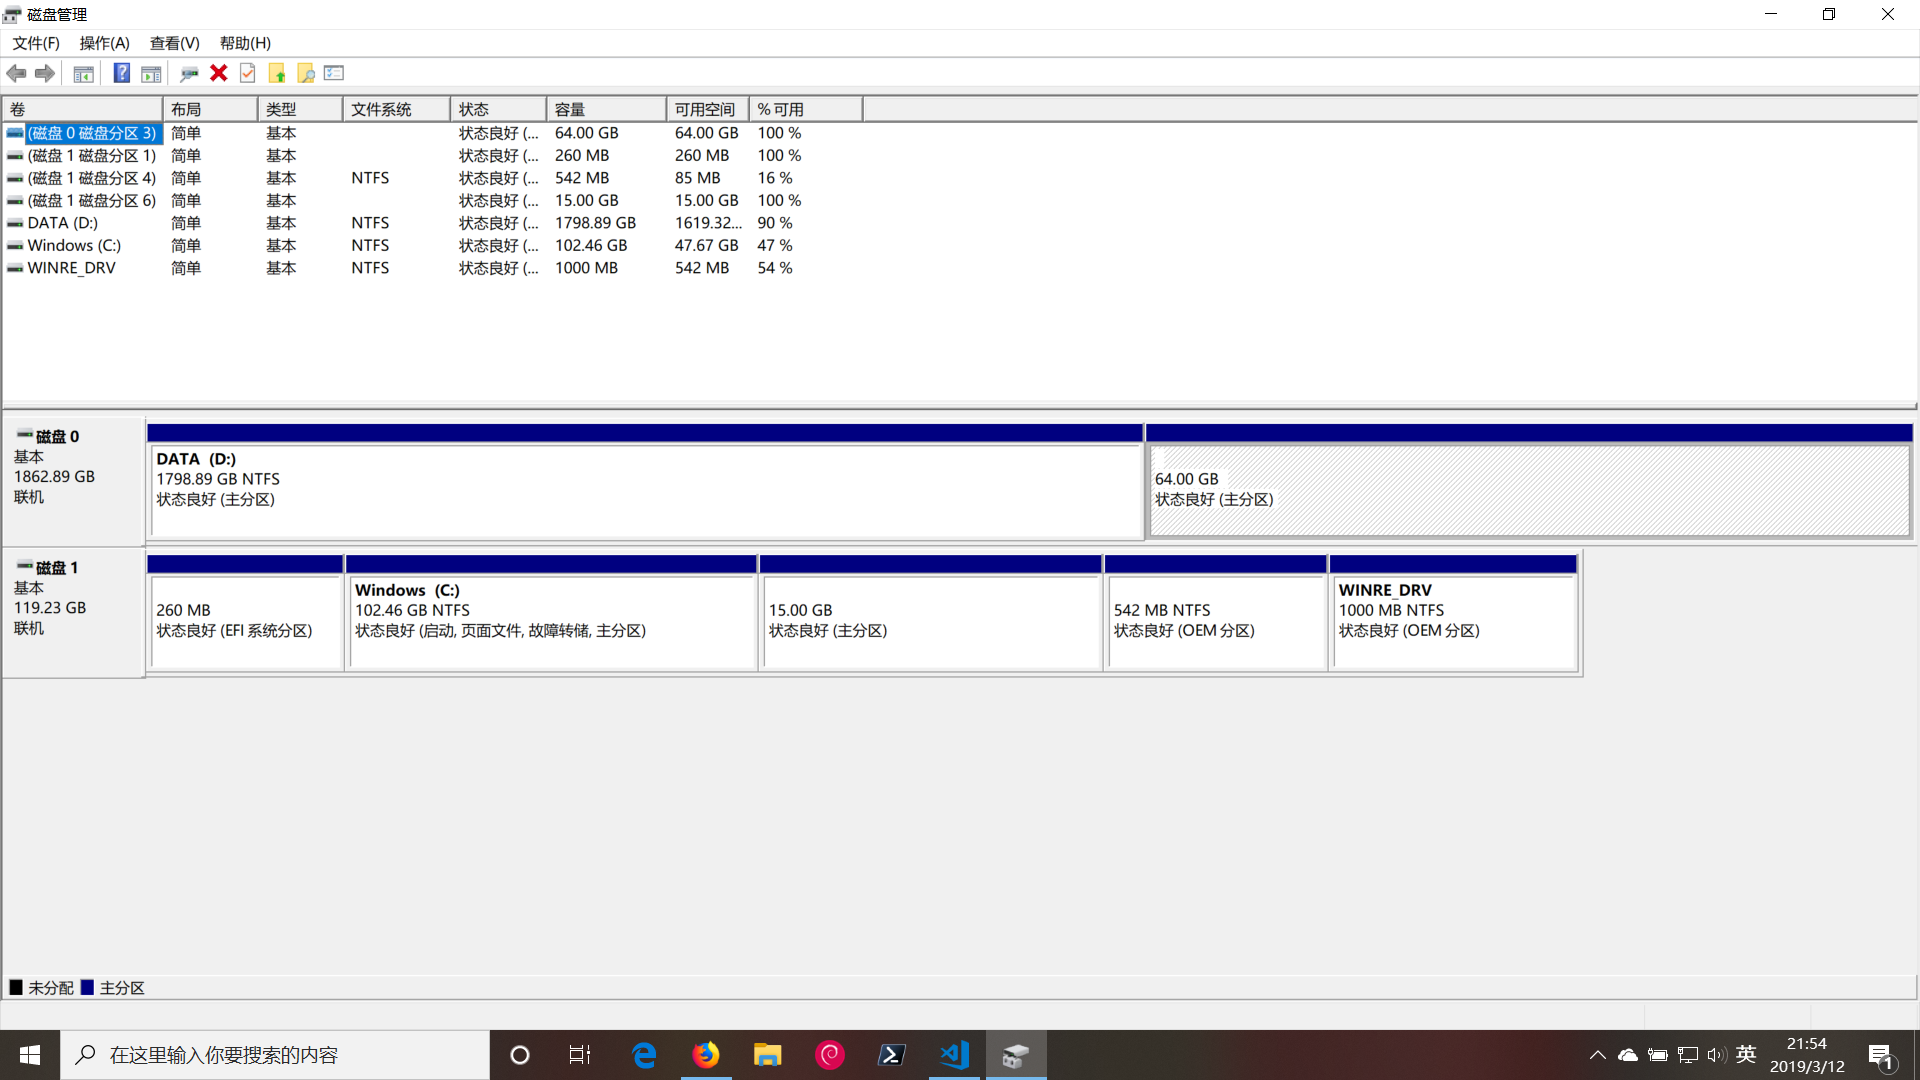 磁盘管理
文件(F) 操作(A) 查看(V) 帮助(H)
卷 布局 类型 文件系统 状态 容量 可用空间 % 可用
(磁盘 0 磁盘分区 3) 简单 基本 状态良好 (... 64.00 GB 64.00 GB 100 %
(磁盘 1 磁盘分区 1) 简单 基本 状态良好 (... 260 MB 260 MB 100 %
(磁盘 1 磁盘分区 4) 简单 基本 NTFS 状态良好 (... 542 MB 85 MB 16 %
(磁盘 1 磁盘分区 6) 简单 基本 状态良好 (... 15.00 GB 15.00 GB 100 %
DATA (D:) 简单 基本 NTFS 状态良好 (... 1798.89 GB 1619.32... 90 %
Windows (C:) 简单 基本 NTFS 状态良好 (... 102.46 GB 47.67 GB 47 %
WINRE_DRV 简单 基本 NTFS 状态良好 (... 1000 MB 542 MB 54 %
磁盘 0
基本
1862.89 GB
联机
DATA (D:)
1798.89 GB NTFS
状态良好 (主分区)
64.00 GB
状态良好 (主分区)
磁盘 1
基本
119.23 GB
联机
260 MB
状态良好 (EFI 系统分区)
Windows (C:)
102.46 GB NTFS
状态良好 (启动, 页面文件, 故障转储, 主分区)
15.00 GB
状态良好 (主分区)
542 MB NTFS
状态良好 (OEM 分区)
WINRE_DRV
1000 MB NTFS
状态良好 (OEM 分区)
未分配 主分区
在这里输入你要搜索的内容
英
21:54
2019/3/12
1